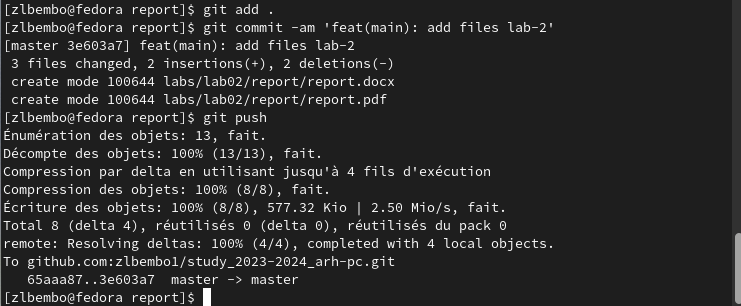 [zlbembo@fedora report]$ git add .
[zlbembo@fedora report]$ git commit -am 'feat(main): add files lab-2'
[master 3e603a7] feat(main): add files lab-2
 3 files changed, 2 insertions(+), 2 deletions(-)
 create mode 100644 labs/lab02/report/report.docx
 create mode 100644 labs/lab02/report/report.pdf
[zlbembo@fedora report]$ git push
Énumération des objets: 13, fait.
Décompte des objets: 100% (13/13), fait.
Compression par delta en utilisant jusqu'à 4 fils d'exécution
Compression des objets: 100% (8/8), fait.
Écriture des objets: 100% (8/8), 577.32 Kio | 2.50 Mio/s, fait.
Total 8 (delta 4), réutilisés 0 (delta 0), réutilisés du pack 0
remote: Resolving deltas: 100% (4/4), completed with 4 local objects.
To github.com:zlbembo1/study_2023-2024_arh-pc.git
   65aaa87..3e603a7  master -> master
[zlbembo@fedora report]$